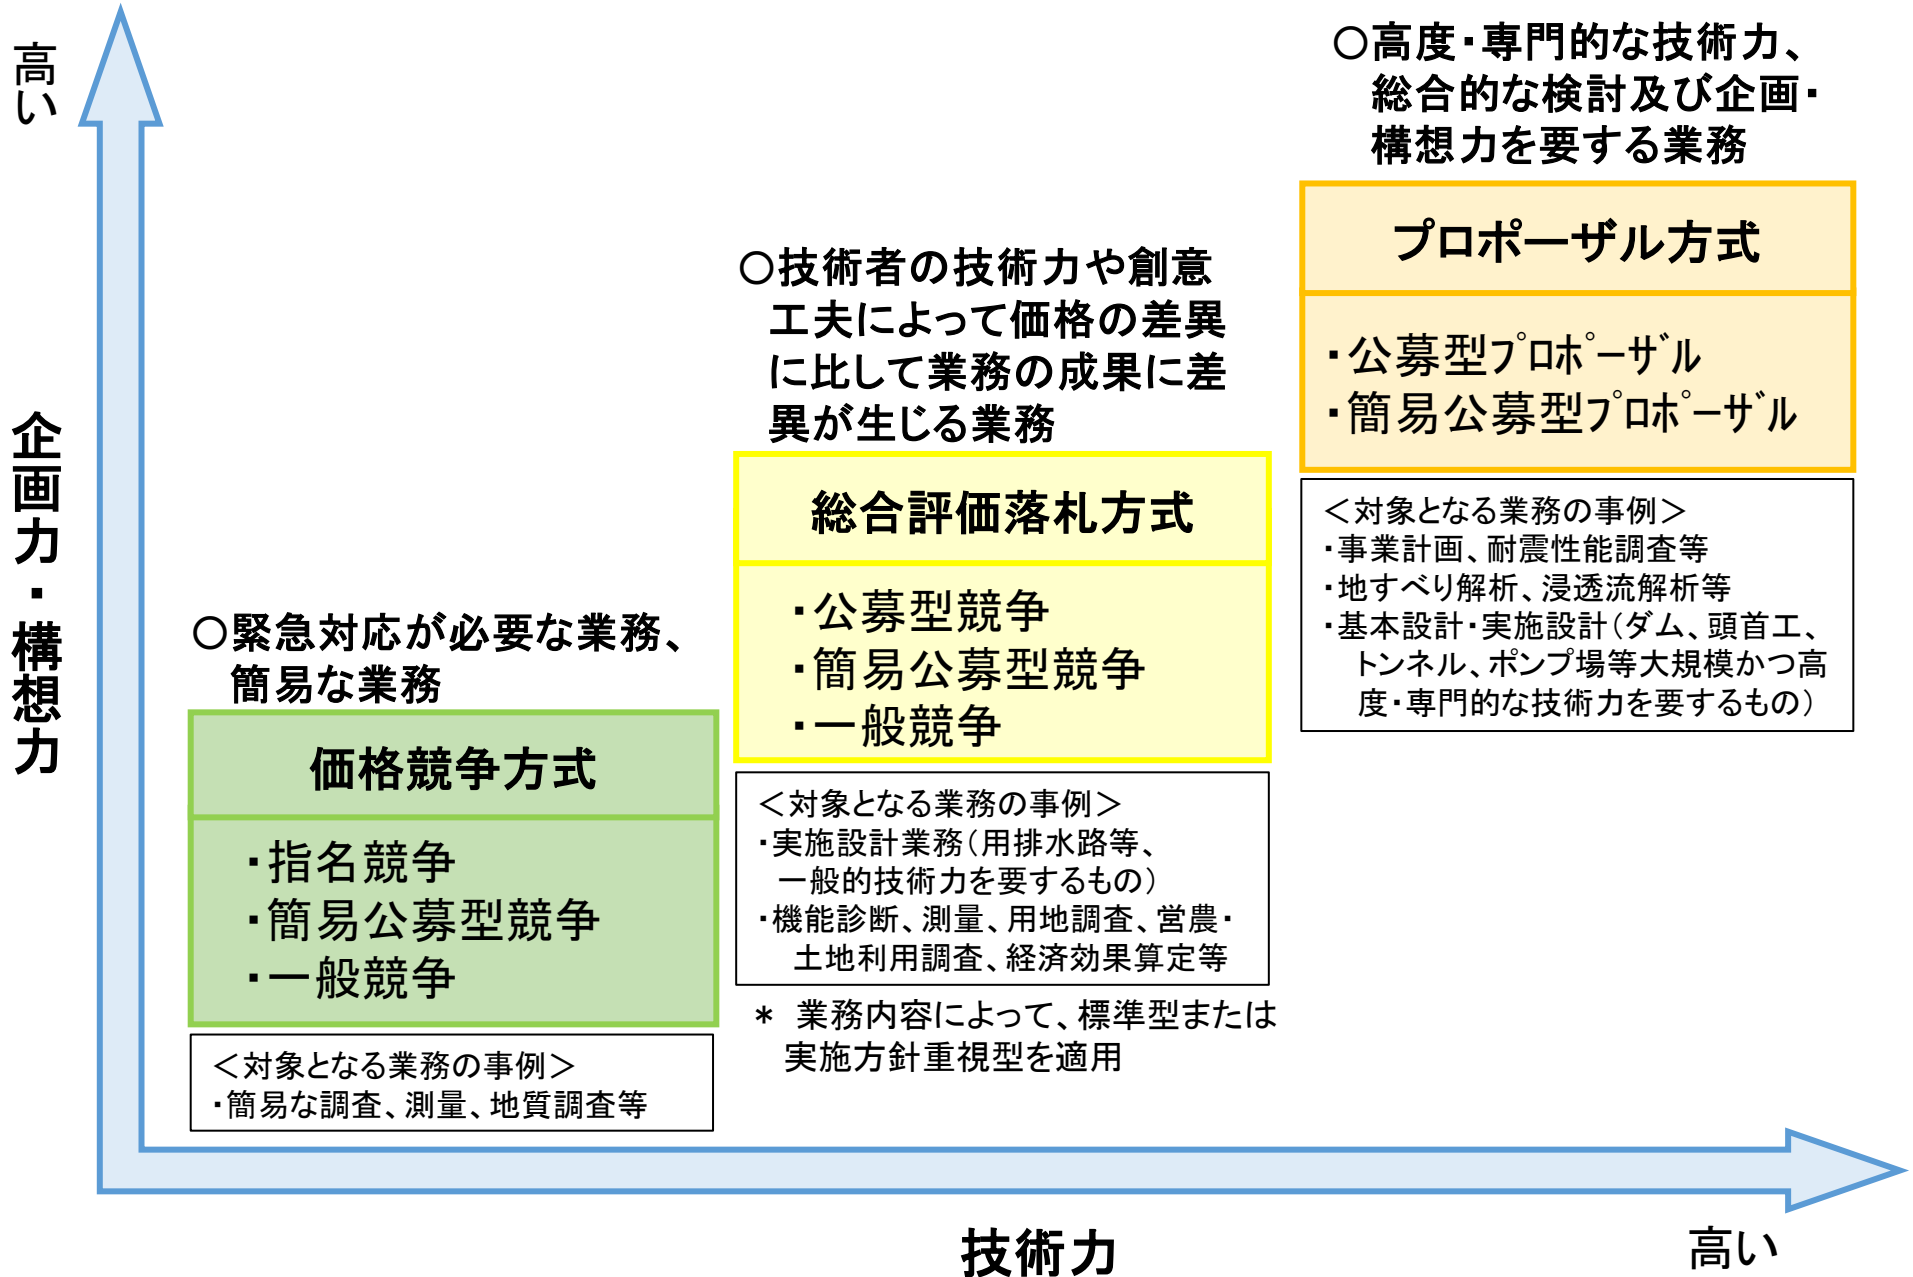 高い
企画力・構想力
○緊急対応が必要な業務、
簡易な業務
価格競争方式
・指名競争
・簡易公募型競争
・一般競争
＜対象となる業務の事例＞
・簡易な調査、測量、地質調査等
○技術者の技術力や創意
工夫によって価格の差異
に比して業務の成果に差
異が生じる業務
総合評価落札方式
・公募型競争
・簡易公募型競争
・一般競争
＜対象となる業務の事例＞
・実施設計業務（用排水路等、
一般的技術力を要するもの）
・機能診断、測量、用地調査、営農・
土地利用調査、経済効果算定等
* 業務内容によって、標準型または
実施方針重視型を適用
○高度・専門的な技術力、
総合的な検討及び企画・
構想力を要する業務
プロポーザル方式
・公募型ﾌﾟﾛﾎﾟｰｻﾞﾙ
・簡易公募型ﾌﾟﾛﾎﾟｰｻﾞﾙ
＜対象となる業務の事例＞
・事業計画、耐震性能調査等
・地すべり解析、浸透流解析等
・基本設計・実施設計（ダム、頭首工、
トンネル、ポンプ場等大規模かつ高
度・専門的な技術力を要するもの）
技術力
高い